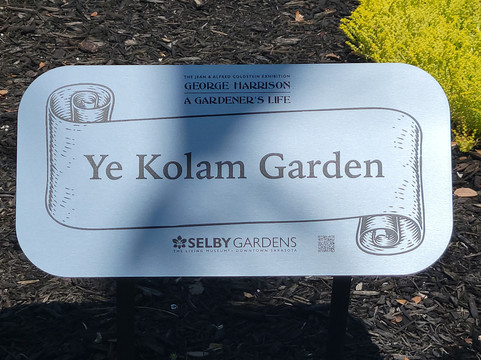 THE JEAN & ALFRED GOLDSTEIN EXHIBITION
GEORGE HARRISON
A GARDENER'S LIFE
Ye Kolam Garden
SELBY GARDENS
THE LIVING MUSEUM® DOWNTOWN SARASOTA